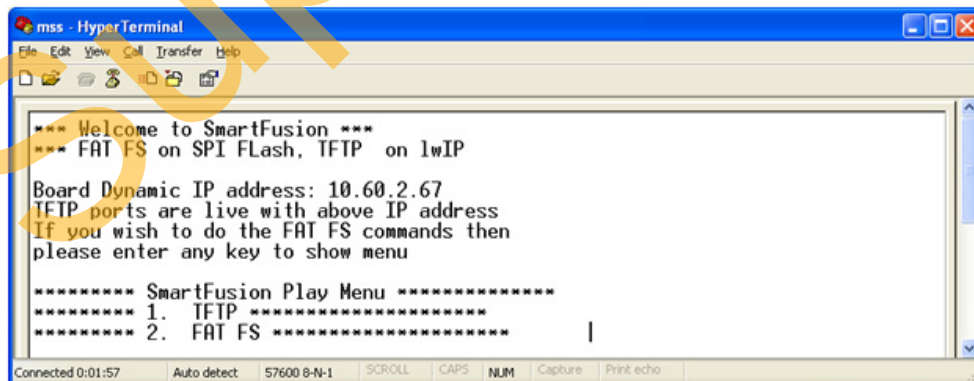 mss - HyperTerminal
File Edit View Call Transfer Help
*** Welcome to SmartFusion ***
*** FAT FS on SPI FLash, TFTP  on lwIP
Board Dynamic IP address: 10.60.2.67
TFTP ports are live with above IP address
If you wish to do the FAT FS commands then
please enter any key to show menu
********* SmartFusion Play Menu **************
********* 1.  TFTP *********************
********* 2.  FAT FS *********************
Connected 0:01:57 Auto detect 57600 8-N-1 SCROLL CAPS NUM Capture Print echo